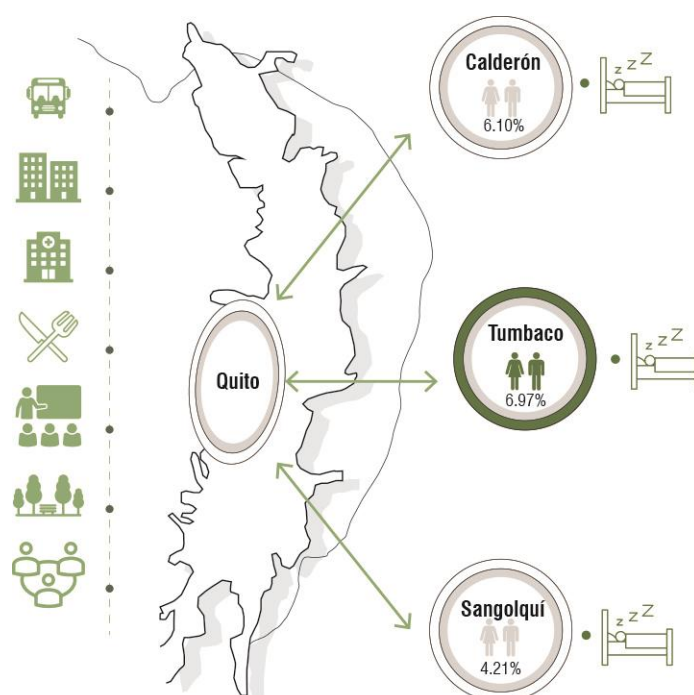 Calderón
6.10%
z z Z
Tumbaco
6.97%
z z Z
Quito
Sangolquí
4.21%
z z Z